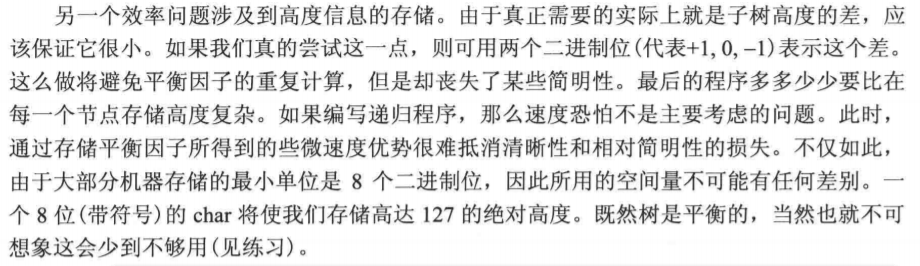 另一个效率问题涉及到高度信息的存储。由于真正需要的实际上就是子树高度的差，应
该保证它很小。如果我们真的尝试这一点，则可用两个二进制位(代表+1, 0, –1)表示这个差。
这么做将避免平衡因子的重复计算，但是却丧失了某些简明性。最后的程序多多少少要比在
每一个节点存储高度复杂。如果编写递归程序，那么速度恐怕不是主要考虑的问题。此时，
通过存储平衡因子所得到的些微速度优势很难抵消清晰性和相对简明性的损失。不仅如此，
由于大部分机器存储的最小单位是 8 个二进制位，因此所用的空间量不可能有任何差别。一
个 8 位(带符号)的 char 将使我们存储高达 127 的绝对高度。既然树是平衡的，当然也就不可
想象这会少到不够用(见练习)。